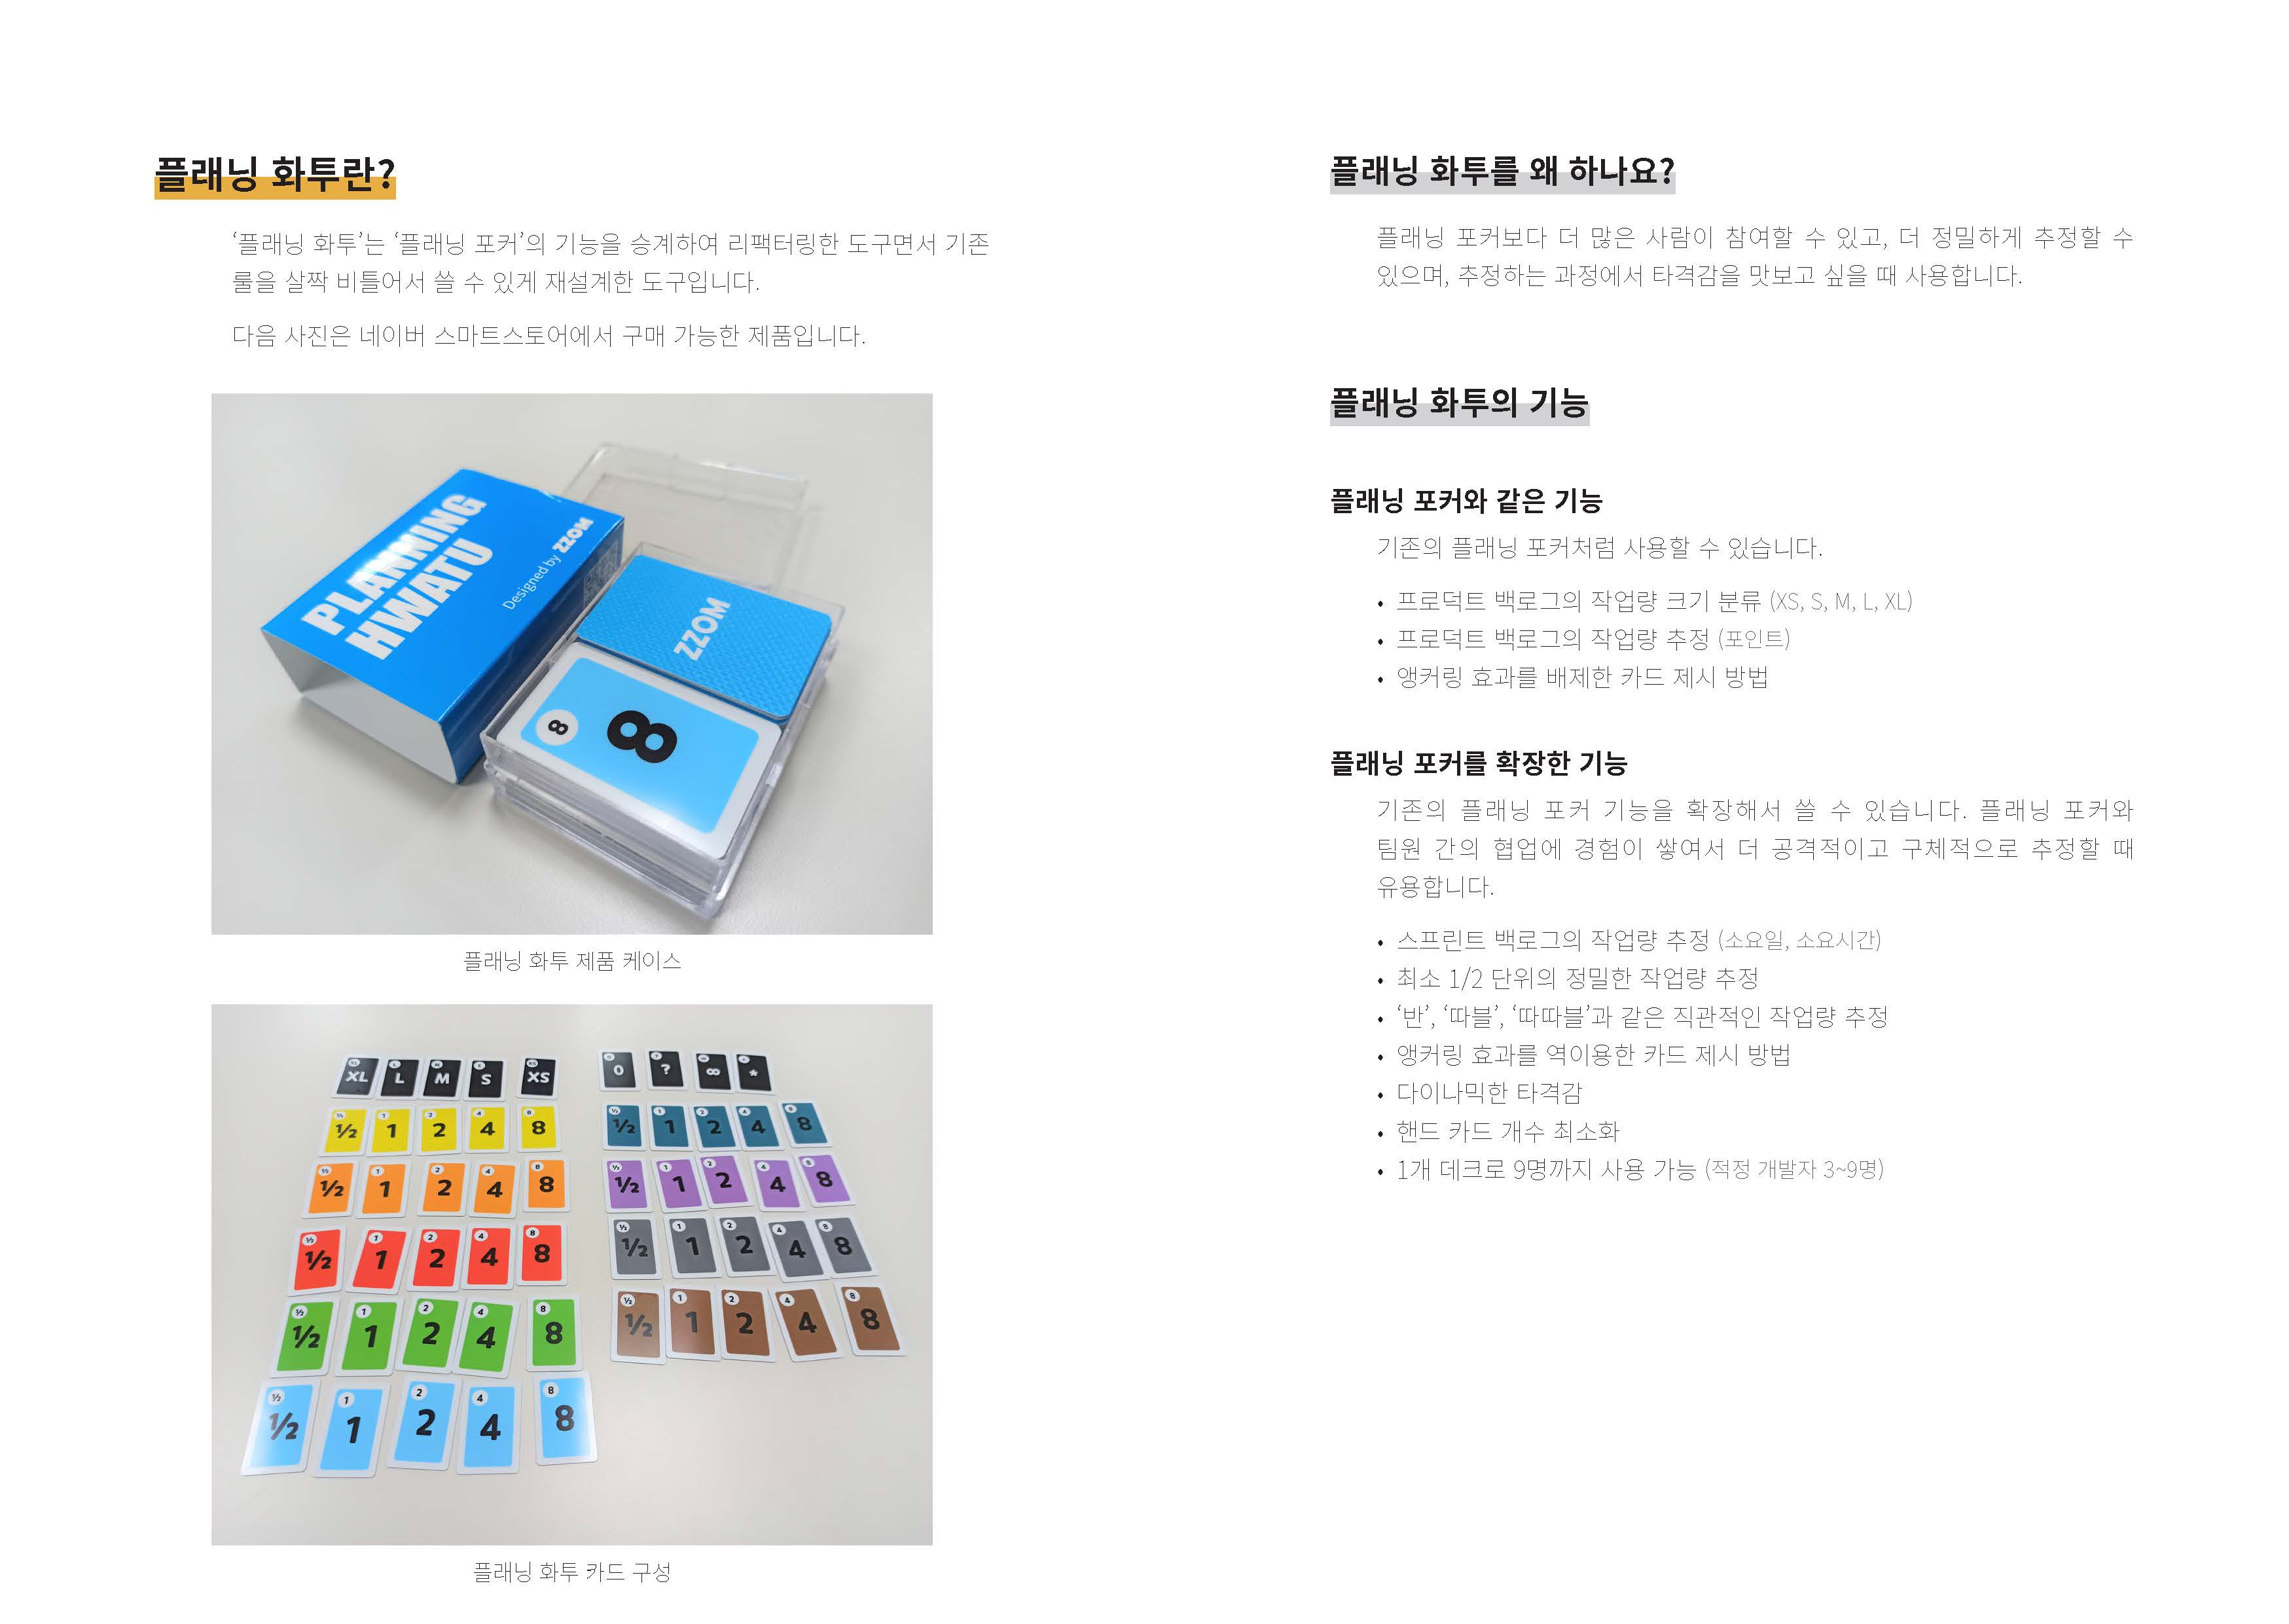 플래닝 화투란?
‘플래닝 화투’는 ‘플래닝 포커’의 기능을 승계하여 리팩터링한 도구면서 기존
룰을 살짝 비틀어서 쓸 수 있게 재설계한 도구입니다.
다음 사진은 네이버 스마트스토어에서 구매 가능한 제품입니다.
PLANNING
HWATU
Designed by ZZOM
ZZOM
8
8
플래닝 화투 제품 케이스
XL L M S XS
0 ? ∞ *
½ 1 2 4 8
½ 1 2 4 8
½ 1 2 4 8
½ 1 2 4 8
½ 1 2 4 8
½ 1 2 4 8
½ 1 2 4 8
½ 1 2 4 8
½ 1 2 4 8
플래닝 화투 카드 구성
플래닝 화투를 왜 하나요?
플래닝 포커보다 더 많은 사람이 참여할 수 있고, 더 정밀하게 추정할 수
있으며, 추정하는 과정에서 타격감을 맛보고 싶을 때 사용합니다.
플래닝 화투의 기능
플래닝 포커와 같은 기능
기존의 플래닝 포커처럼 사용할 수 있습니다.
• 프로덕트 백로그의 작업량 크기 분류 (XS, S, M, L, XL)
• 프로덕트 백로그의 작업량 추정 (포인트)
• 앵커링 효과를 배제한 카드 제시 방법
플래닝 포커를 확장한 기능
기존의 플래닝 포커 기능을 확장해서 쓸 수 있습니다. 플래닝 포커와
팀원 간의 협업에 경험이 쌓여서 더 공격적이고 구체적으로 추정할 때
유용합니다.
• 스프린트 백로그의 작업량 추정 (소요일, 소요시간)
• 최소 1/2 단위의 정밀한 작업량 추정
• ‘반’, ‘따블’, ‘따따블’과 같은 직관적인 작업량 추정
• 앵커링 효과를 역이용한 카드 제시 방법
• 다이나믹한 타격감
• 핸드 카드 개수 최소화
• 1개 데크로 9명까지 사용 가능 (적정 개발자 3~9명)